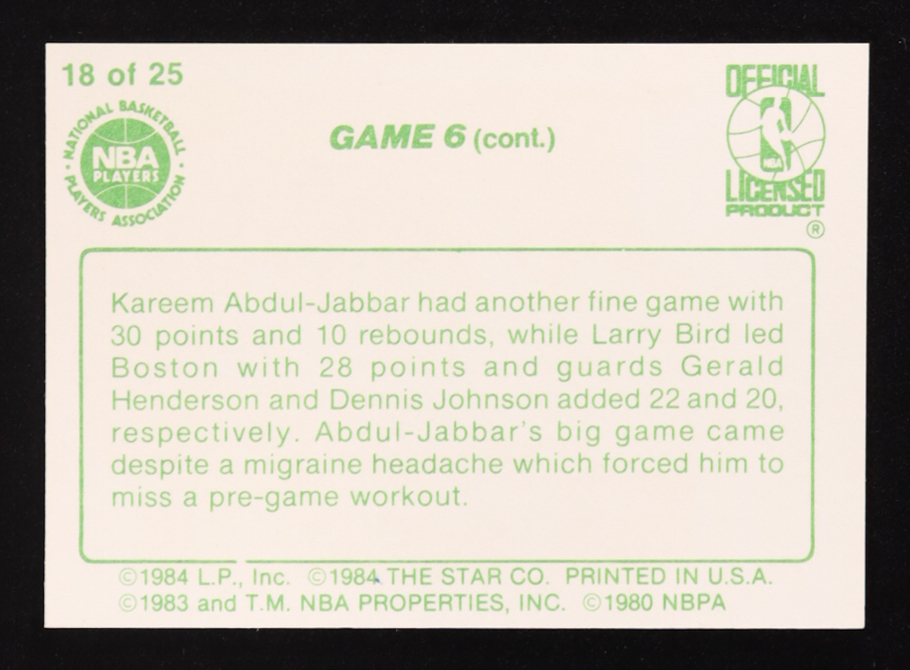 18 of 25
NATIONAL BASKETBALL
NBA
PLAYERS
PLAYERS ASSOCIATION
GAME 6 (cont.)
OFFICIAL
NBA
LICENSED
PRODUCT
®
Kareem Abdul-Jabbar had another fine game with
30 points and 10 rebounds, while Larry Bird led
Boston with 28 points and guards Gerald
Henderson and Dennis Johnson added 22 and 20,
respectively. Abdul-Jabbar's big game came
despite a migraine headache which forced him to
miss a pre-game workout.
©1984 L.P., Inc. ©1984 THE STAR CO. PRINTED IN U.S.A.
©1983 and T.M. NBA PROPERTIES, INC. ©1980 NBPA